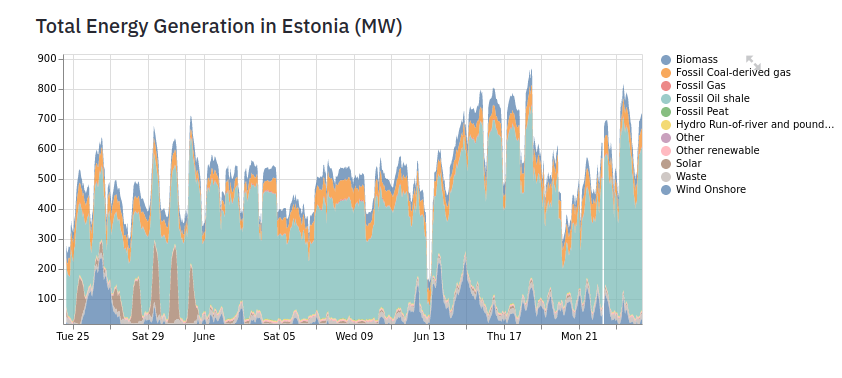 Total Energy Generation in Estonia (MW)
900
800
700
600
500
400
300
200
100
Tue 25
Sat 29
June
Sat 05
Wed 09
Jun 13
Thu 17
Mon 21
Biomass
Fossil Coal-derived gas
Fossil Gas
Fossil Oil shale
Fossil Peat
Hydro Run-of-river and pound...
Other
Other renewable
Solar
Waste
Wind Onshore